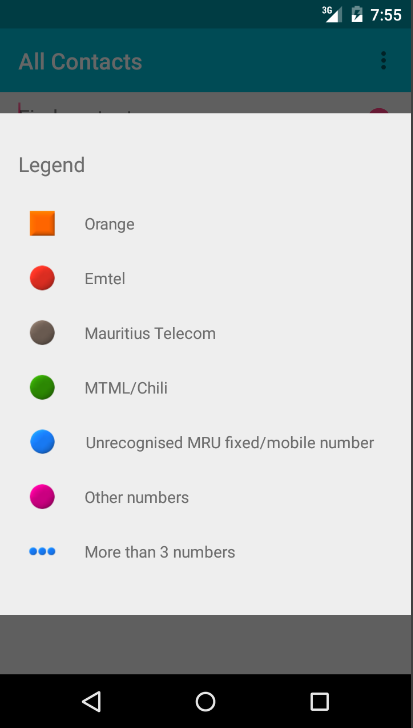 3G 7:55
All Contacts
Legend
Orange
Emtel
Mauritius Telecom
MTML/Chili
Unrecognised MRU fixed/mobile number
Other numbers
More than 3 numbers